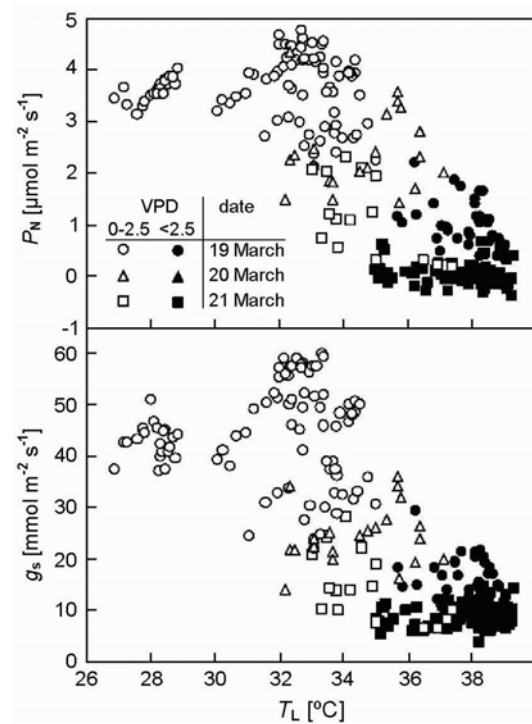 5
4
3
2
1
0
-1
P_N [µmol m⁻² s⁻¹]
VPD date
0-2.5 <2.5
19 March
20 March
21 March
60
50
40
30
20
10
0
g_s [mmol m⁻² s⁻¹]
26 28 30 32 34 36 38
T_L [ºC]